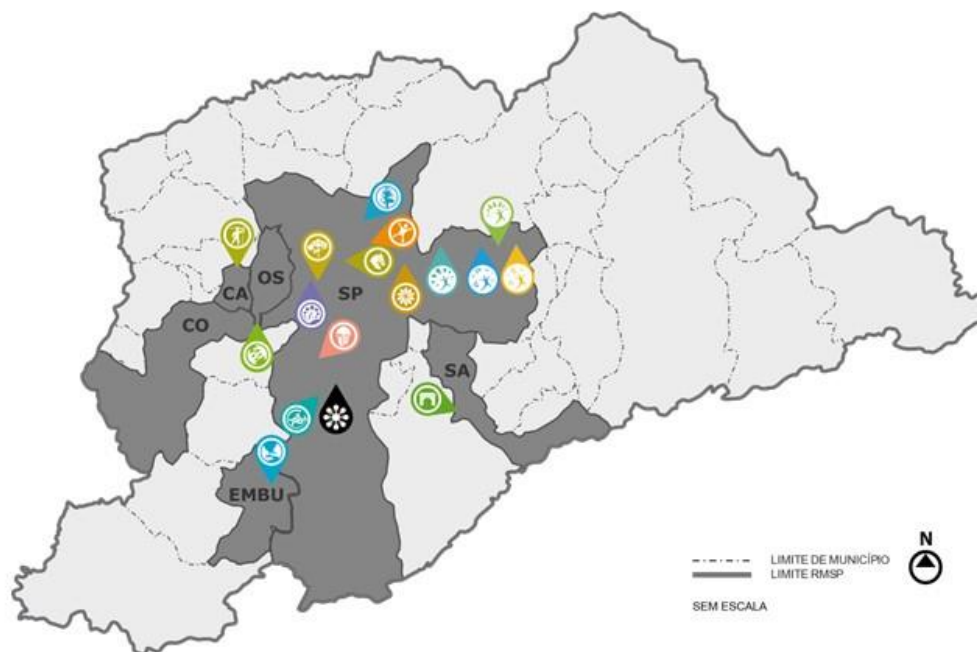 OS
CA
SP
CO
SA
EMBU
N
LIMITE DE MUNICÍPIO
LIMITE RMSP
SEM ESCALA